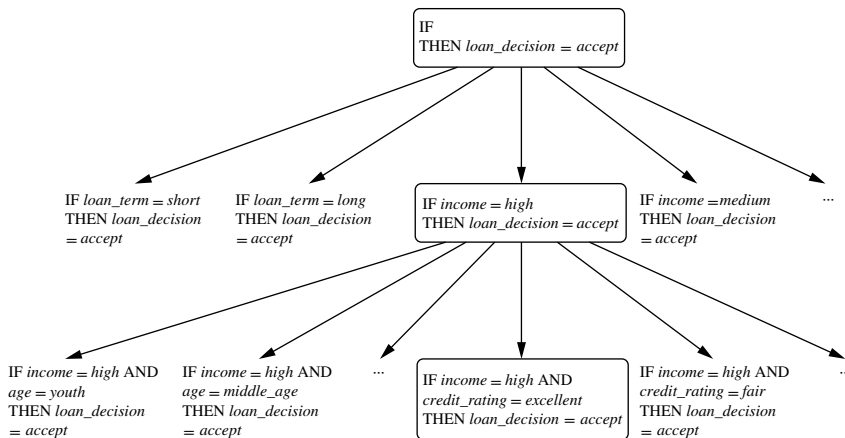 IF
THEN loan_decision = accept
IF loan_term = short
THEN loan_decision
= accept
IF loan_term = long
THEN loan_decision
= accept
IF income = high
THEN loan_decision = accept
IF income = medium
THEN loan_decision
= accept
...
IF income = high AND
age = youth
THEN loan_decision
= accept
IF income = high AND
age = middle_age
THEN loan_decision
= accept
...
IF income = high AND
credit_rating = excellent
THEN loan_decision = accept
IF income = high AND
credit_rating = fair
THEN loan_decision
= accept
...